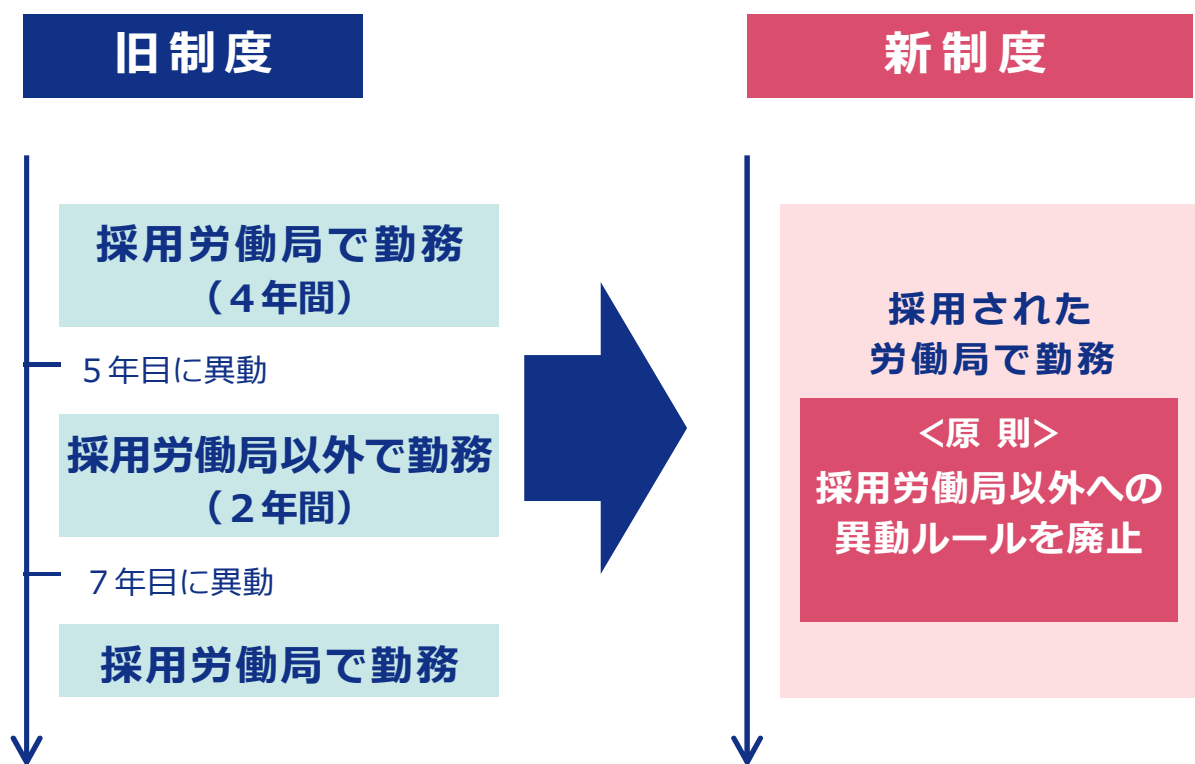 旧制度
採用労働局で勤務
（４年間）
５年目に異動
採用労働局以外で勤務
（２年間）
７年目に異動
採用労働局で勤務
新制度
採用された
労働局で勤務
<原 則>
採用労働局以外への
異動ルールを廃止